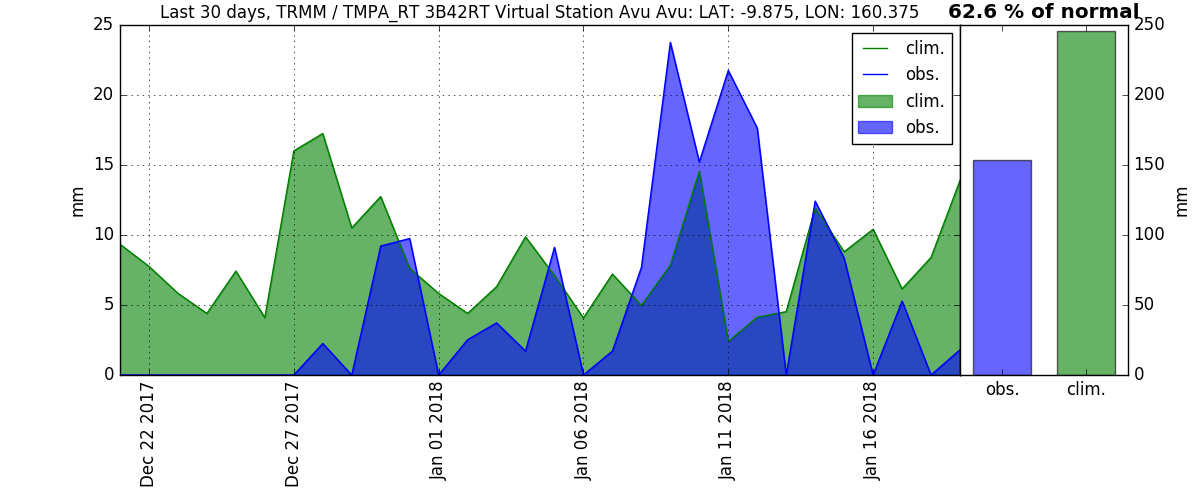 Last 30 days, TRMM / TMPA_RT 3B42RT Virtual Station Avu Avu: LAT: -9.875, LON: 160.375
62.6 % of normal
mm
25
20
15
10
5
0
clim.
obs.
clim.
obs.
Dec 22 2017
Dec 27 2017
Jan 01 2018
Jan 06 2018
Jan 11 2018
Jan 16 2018
250
200
150
100
50
0
mm
obs. clim.